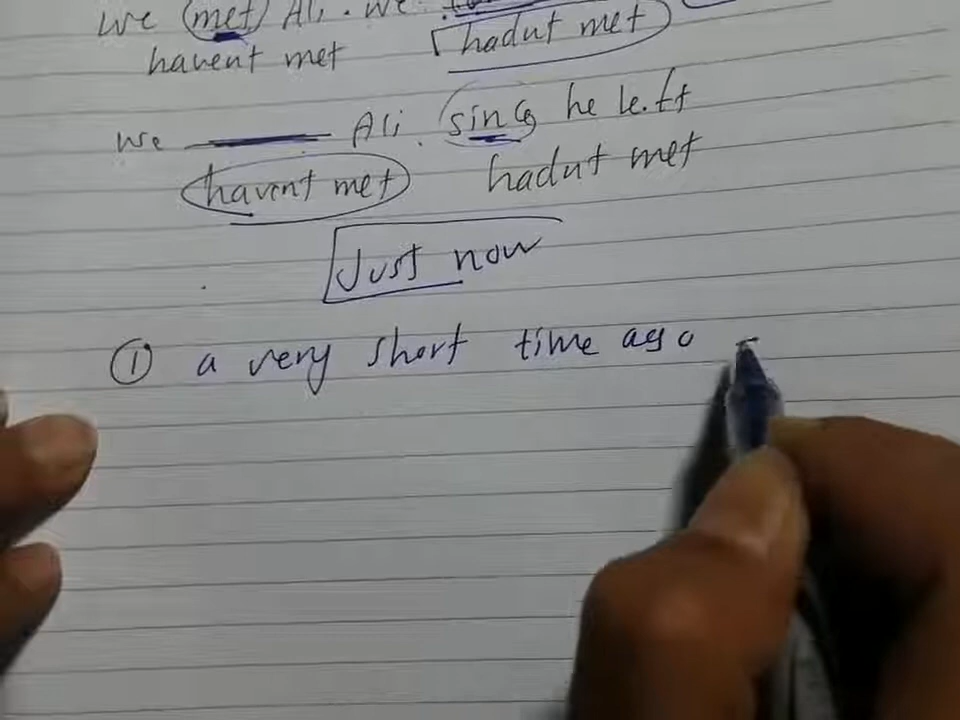 we met Ali. we
havent met hadnt met
we ______ Ali. since he left
havent met hadnt met
Just now
① a very short time ago